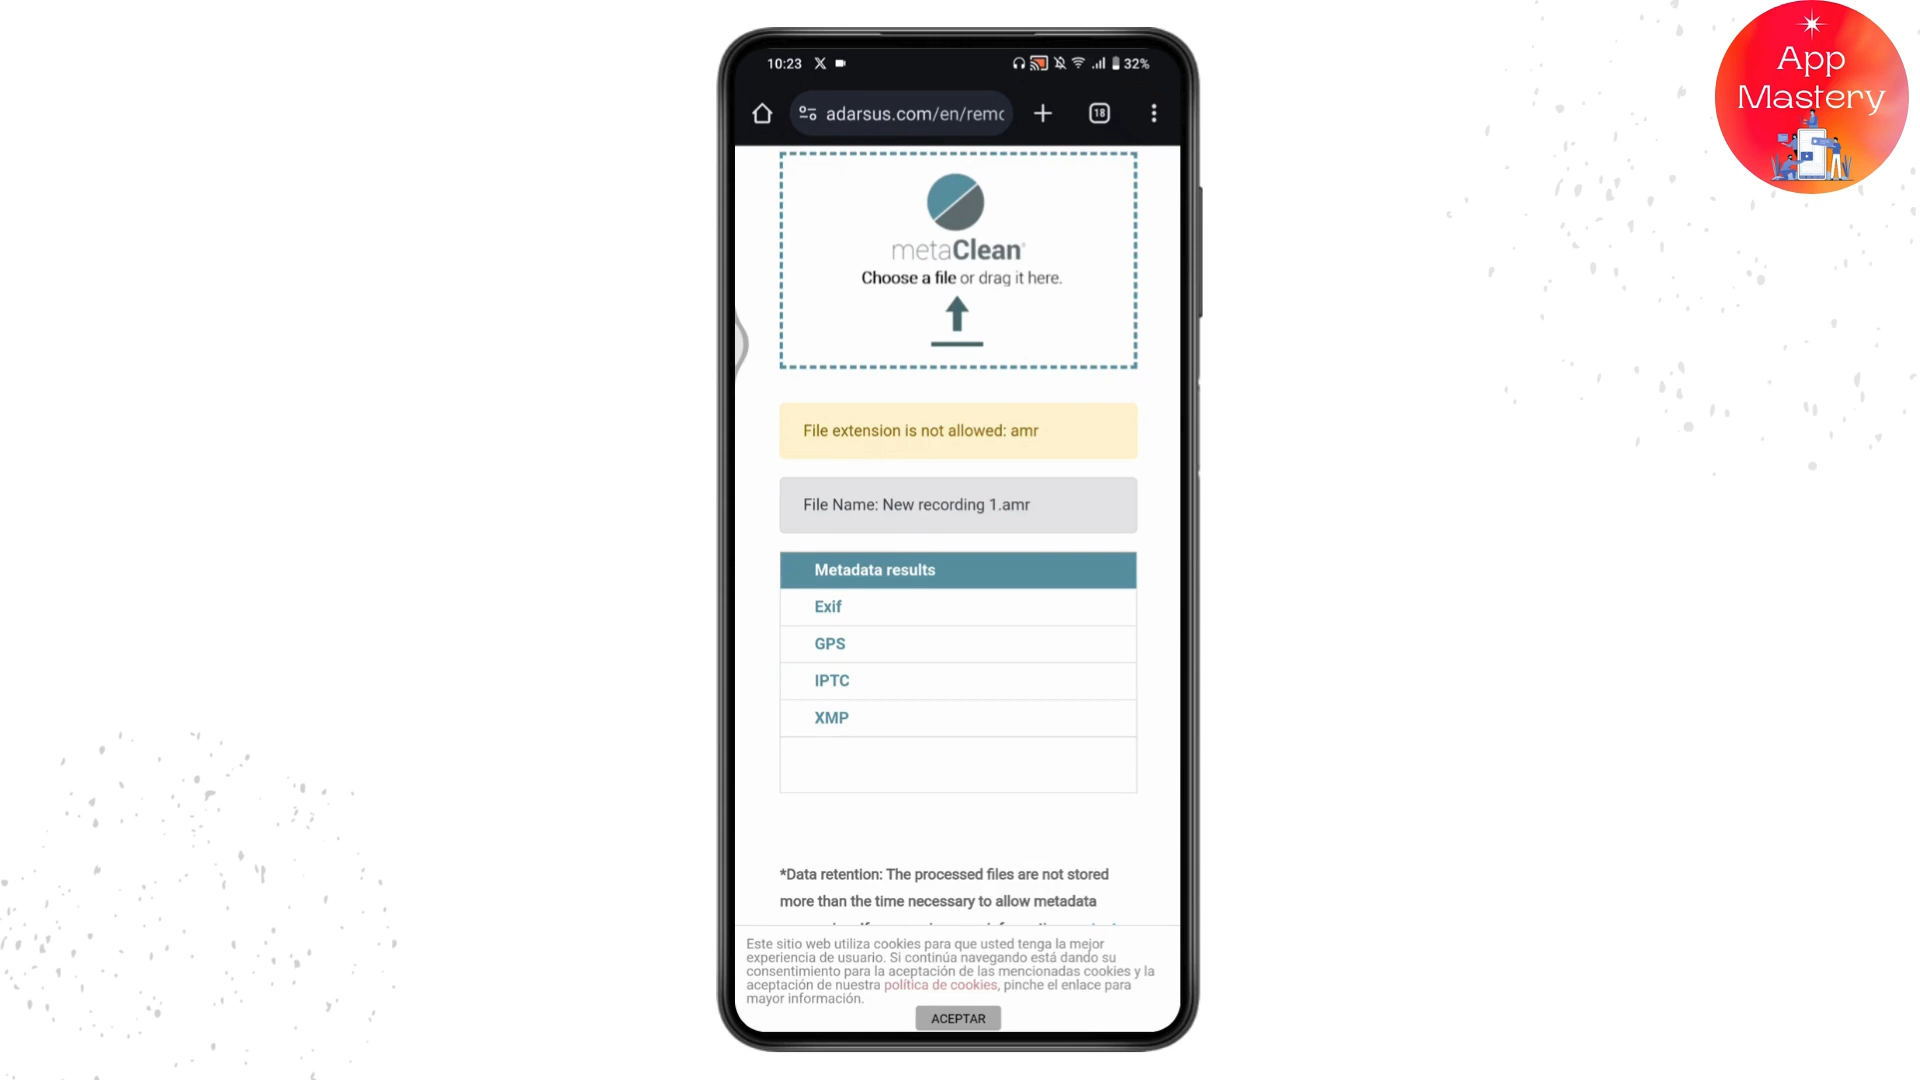 App
Mastery
10:23
32%
adarsus.com/en/remo
18
metaClean
Choose a file or drag it here.
File extension is not allowed: amr
File Name: New recording 1.amr
Metadata results
Exif
GPS
IPTC
XMP
*Data retention: The processed files are not stored
more than the time necessary to allow metadata
Este sitio web utiliza cookies para que usted tenga la mejor
experiencia de usuario. Si continúa navegando está dando su
consentimiento para la aceptación de las mencionadas cookies y la
aceptación de nuestra política de cookies, pinche el enlace para
mayor información.
ACEPTAR